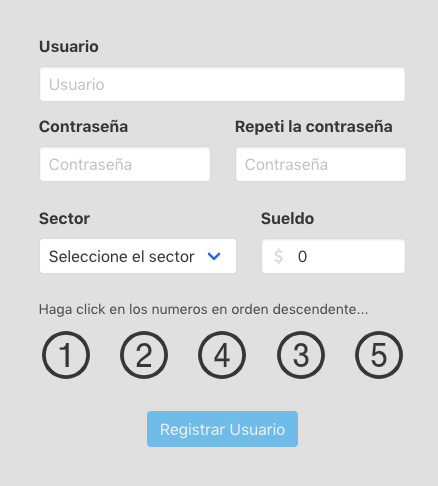 Usuario
Usuario
Contraseña Repeti la contraseña
Contraseña Contraseña
Sector Sueldo
Seleccione el sector $ 0
Haga click en los numeros en orden descendente...
1 2 4 3 5
Registrar Usuario